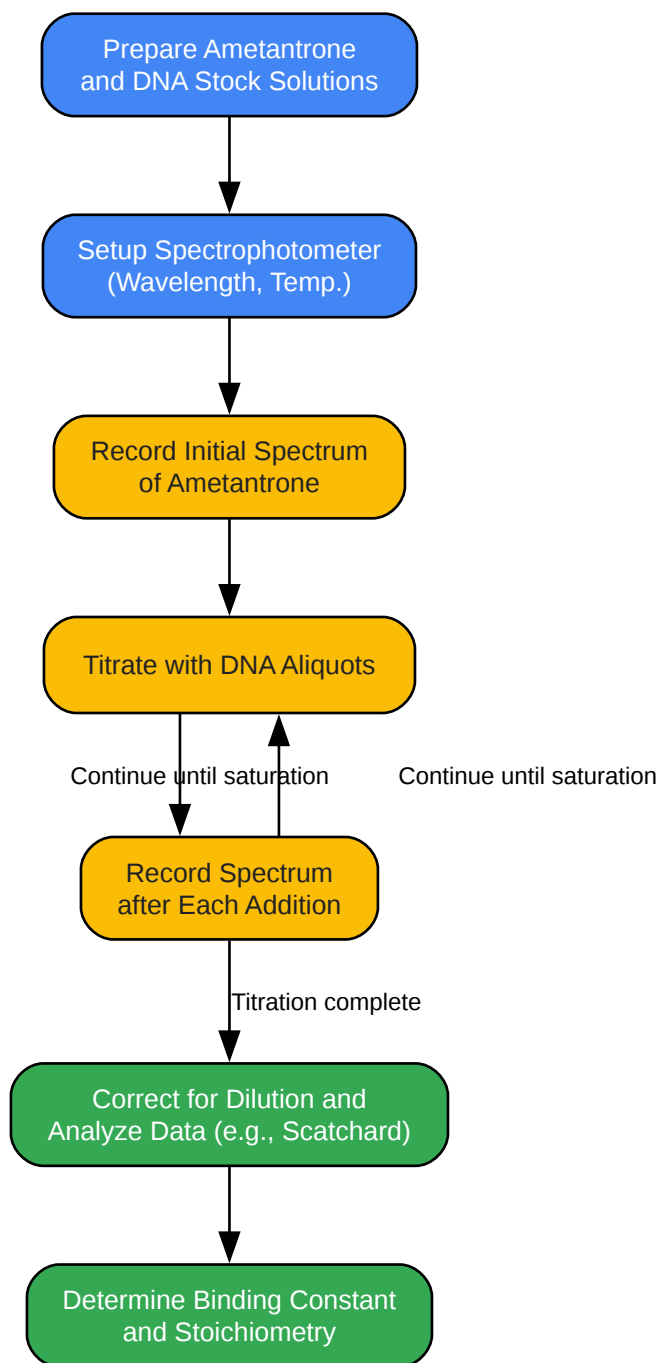 Prepare Ametantrone
and DNA Stock Solutions
Setup Spectrophotometer
(Wavelength, Temp.)
Record Initial Spectrum
of Ametantrone
Titrate with DNA Aliquots
Continue until saturation
Continue until saturation
Record Spectrum
after Each Addition
Titration complete
Correct for Dilution and
Analyze Data (e.g., Scatchard)
Determine Binding Constant
and Stoichiometry